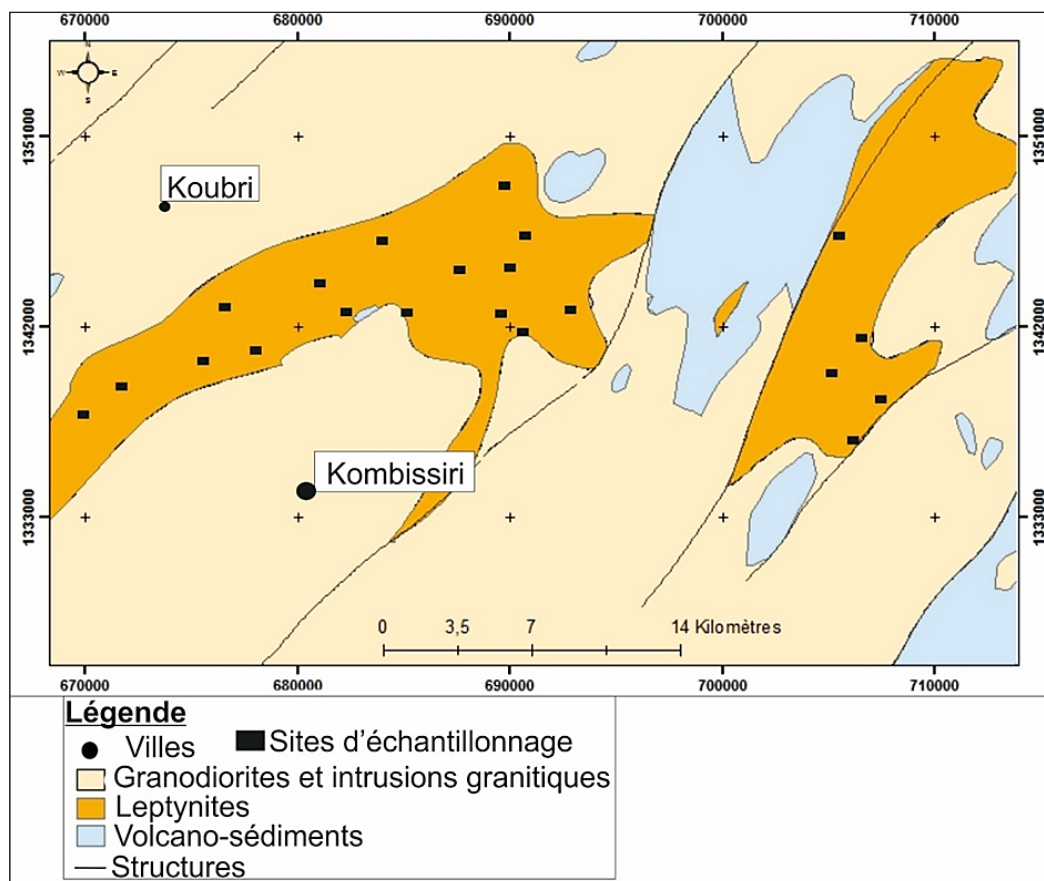 670000 680000 690000 700000 710000
N
W E
S
1351000 1351000
Koubri
1342000 1342000
Kombissiri
1333000 1333000
0 3,5 7 14 Kilomètres
670000 680000 690000 700000 710000
Légende
Villes Sites d'échantillonnage
Granodiorites et intrusions granitiques
Leptynites
Volcano-sédiments
Structures